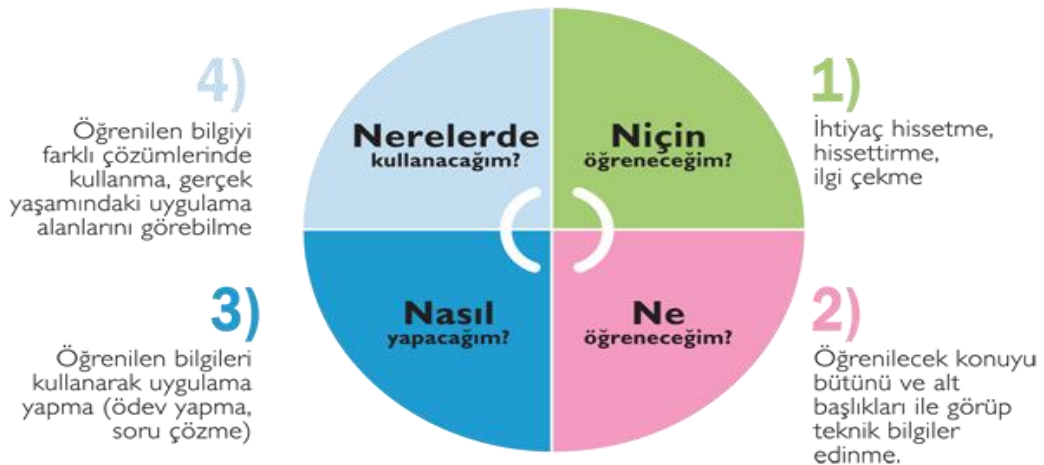 4)
Öğrenilen bilgiyi
farklı çözümlerinde
kullanma, gerçek
yaşamındaki uygulama
alanlarını görebilme
Nerelerde
kullanacağım?
Niçin
öğreneceğim?
1)
İhtiyaç hissetme,
hissettirme,
ilgi çekme
3)
Öğrenilen bilgileri
kullanarak uygulama
yapma (ödev yapma,
soru çözme)
Nasıl
yapacağım?
Ne
öğreneceğim?
2)
Öğrenilecek konuyu
bütünü ve alt
başlıkları ile görüp
teknik bilgiler
edinme.